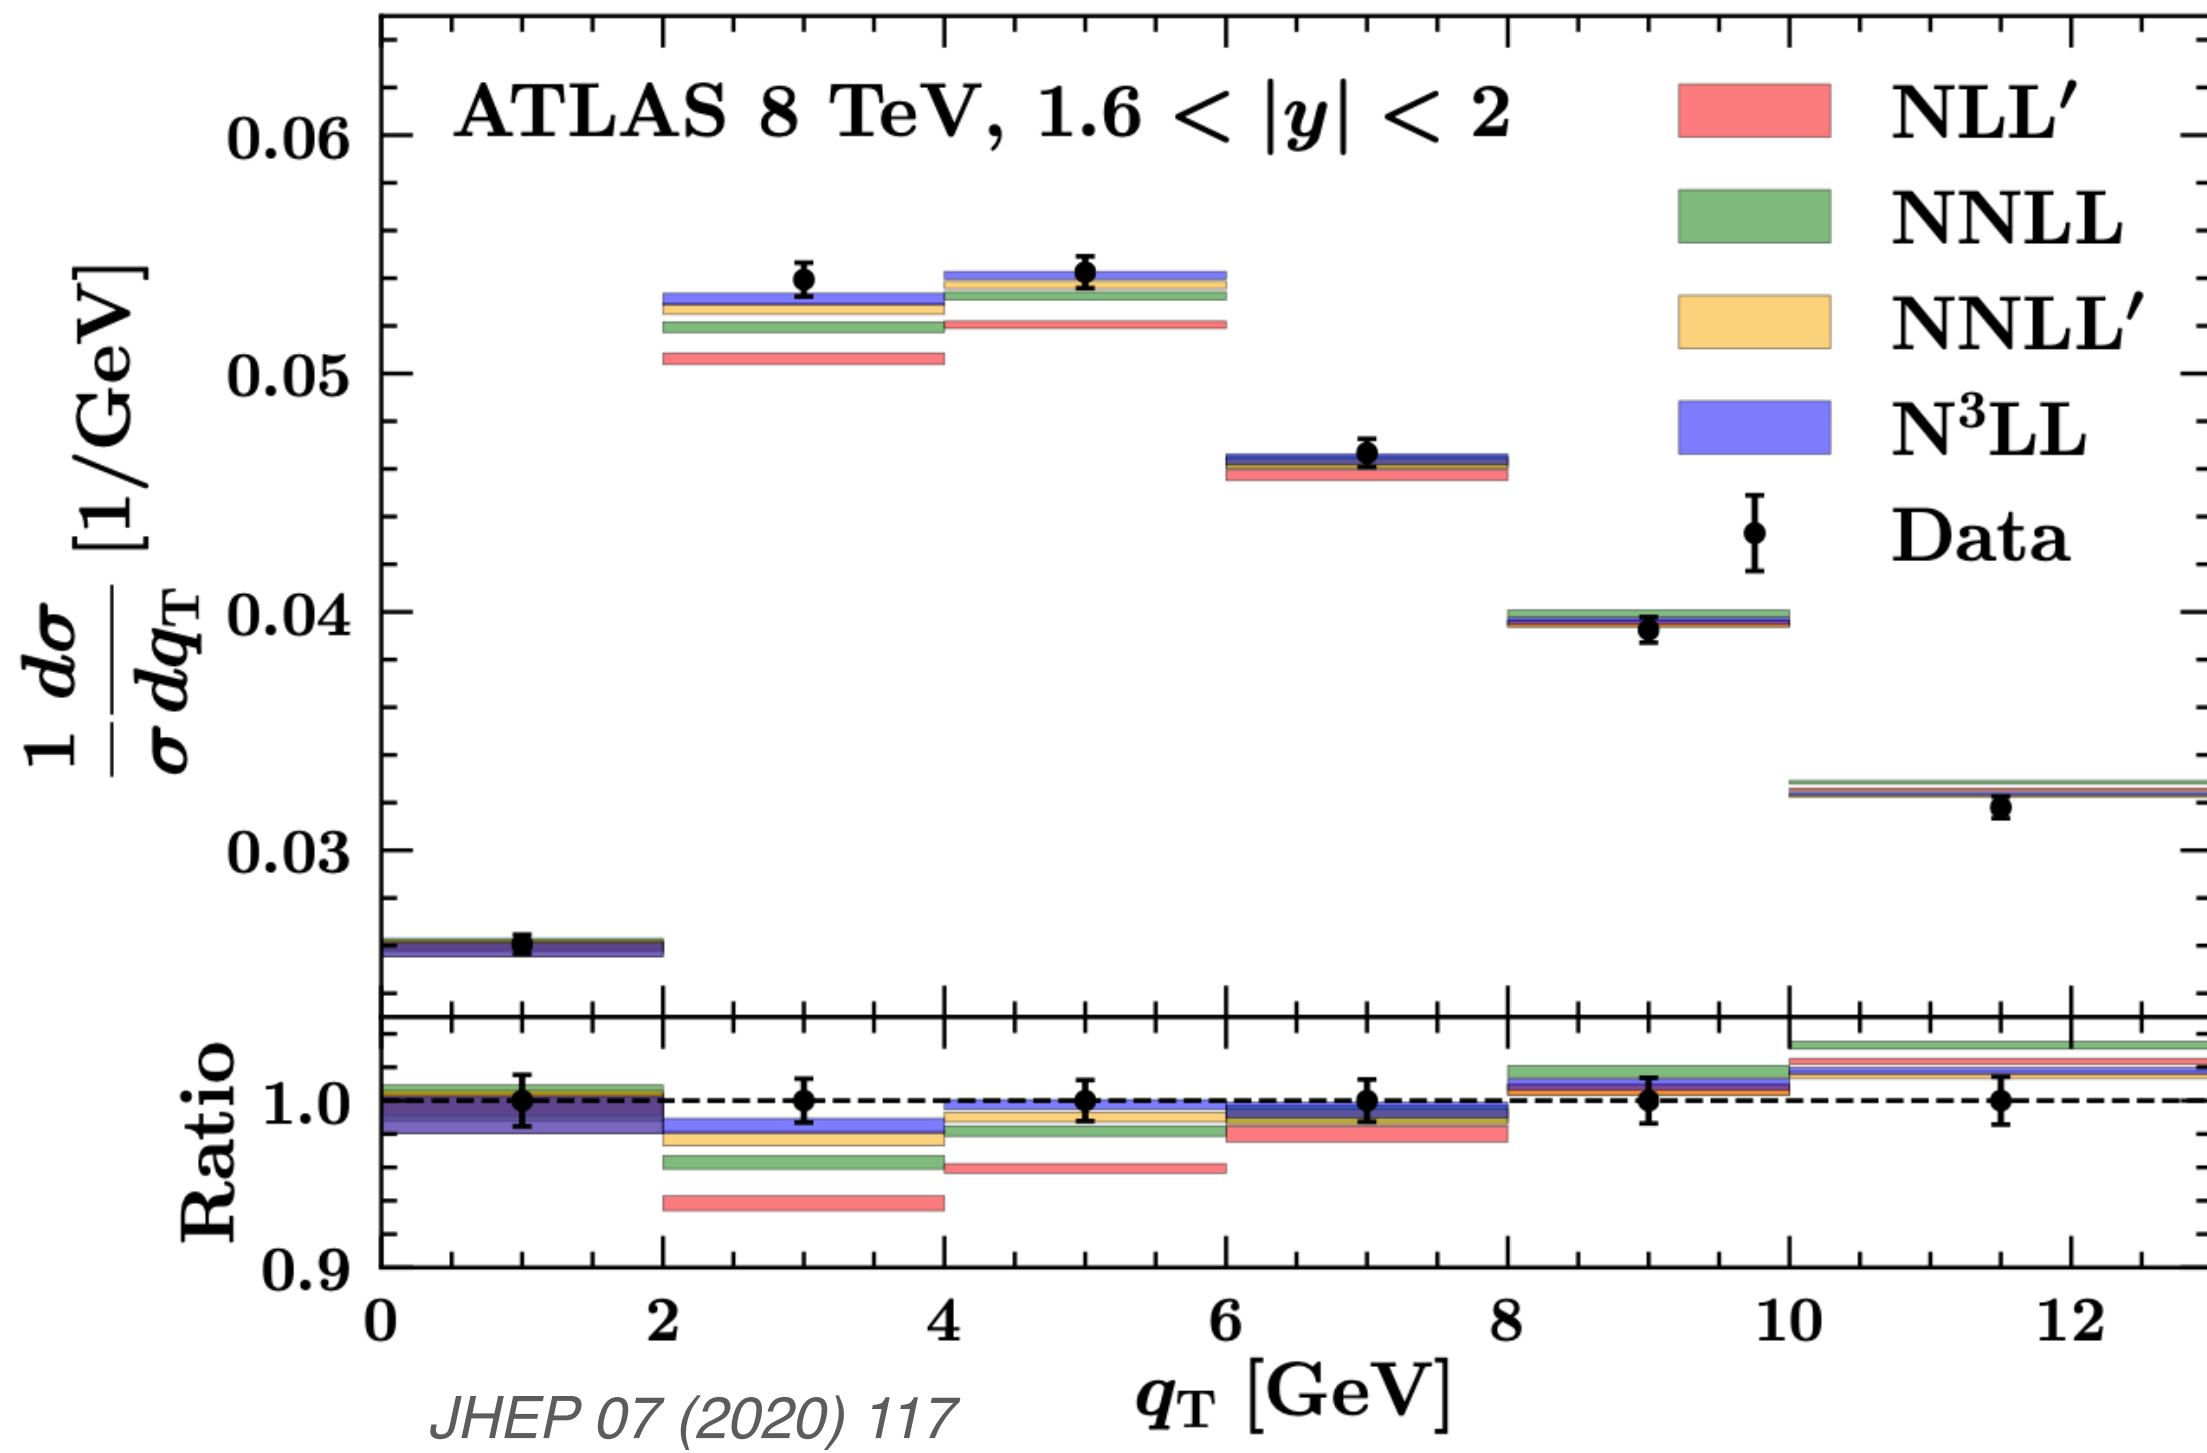 ATLAS 8 TeV, 1.6 < |y| < 2
NLL′
NNLL
NNLL′
N³LL
Data
1 dσ
σ dqT [1/GeV]
0.06
0.05
0.04
0.03
Ratio
1.0
0.9
0 2 4 6 8 10 12
qT [GeV]
JHEP 07 (2020) 117